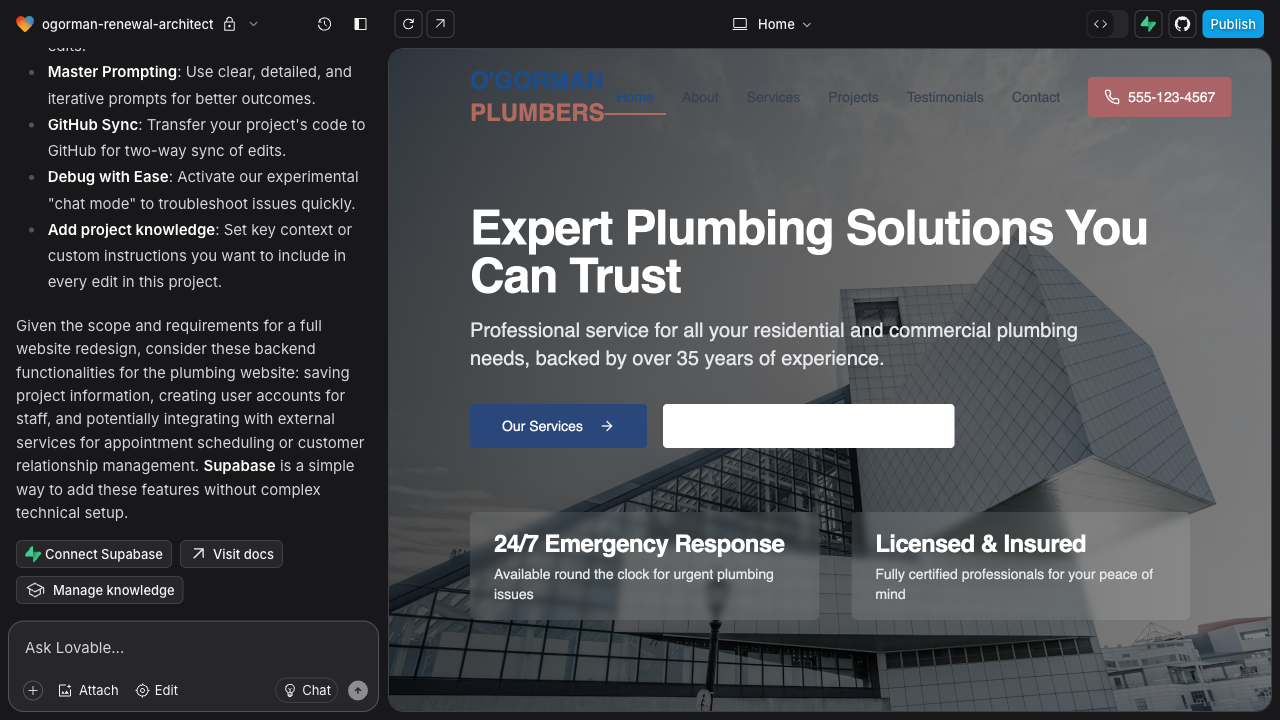 ogorman-renewal-architect
Home
Publish
edits.
Master Prompting: Use clear, detailed, and
iterative prompts for better outcomes.
GitHub Sync: Transfer your project's code to
GitHub for two-way sync of edits.
Debug with Ease: Activate our experimental
"chat mode" to troubleshoot issues quickly.
Add project knowledge: Set key context or
custom instructions you want to include in
every edit in this project.
Given the scope and requirements for a full
website redesign, consider these backend
functionalities for the plumbing website: saving
project information, creating user accounts for
staff, and potentially integrating with external
services for appointment scheduling or customer
relationship management. Supabase is a simple
way to add these features without complex
technical setup.
Connect Supabase
Visit docs
Manage knowledge
Ask Lovable...
Attach
Edit
Chat
O'GORMAN
PLUMBERS
Home
About
Services
Projects
Testimonials
Contact
555-123-4567
Expert Plumbing Solutions You
Can Trust
Professional service for all your residential and commercial plumbing
needs, backed by over 35 years of experience.
Our Services
24/7 Emergency Response
Available round the clock for urgent plumbing
issues
Licensed & Insured
Fully certified professionals for your peace of
mind